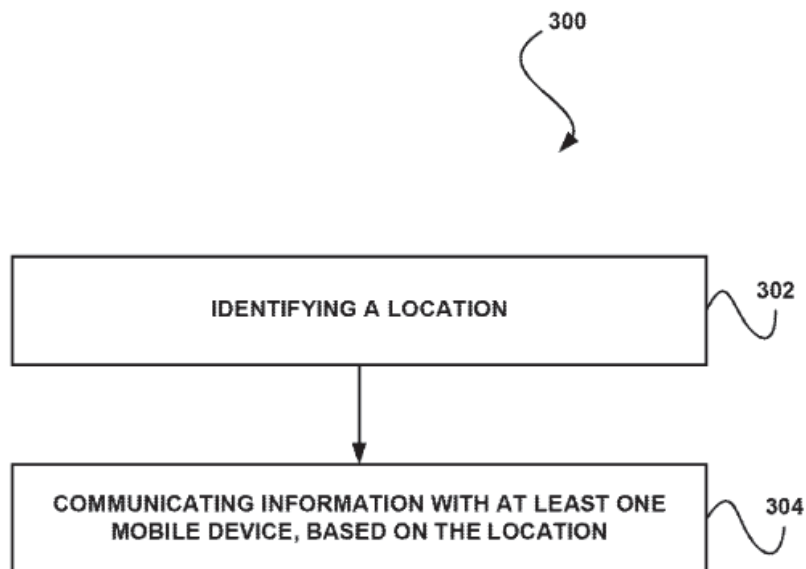 300
IDENTIFYING A LOCATION
302
COMMUNICATING INFORMATION WITH AT LEAST ONE
MOBILE DEVICE, BASED ON THE LOCATION
304